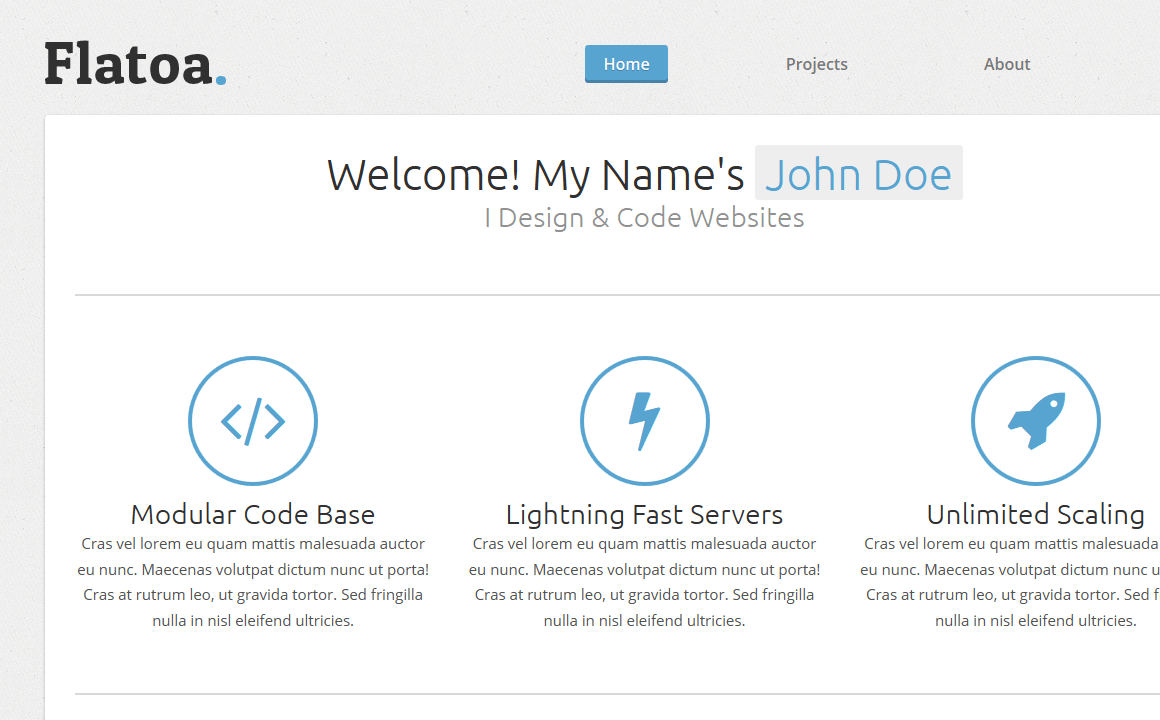 Flatoa.
Home
Projects
About
Welcome! My Name's John Doe
I Design & Code Websites
Modular Code Base
Cras vel lorem eu quam mattis malesuada auctor
eu nunc. Maecenas volutpat dictum nunc ut porta!
Cras at rutrum leo, ut gravida tortor. Sed fringilla
nulla in nisl eleifend ultricies.
Lightning Fast Servers
Cras vel lorem eu quam mattis malesuada auctor
eu nunc. Maecenas volutpat dictum nunc ut porta!
Cras at rutrum leo, ut gravida tortor. Sed fringilla
nulla in nisl eleifend ultricies.
Unlimited Scaling
Cras vel lorem eu quam mattis malesuada
eu nunc. Maecenas volutpat dictum nunc
Cras at rutrum leo, ut gravida tortor. Sed
nulla in nisl eleifend ultricies.